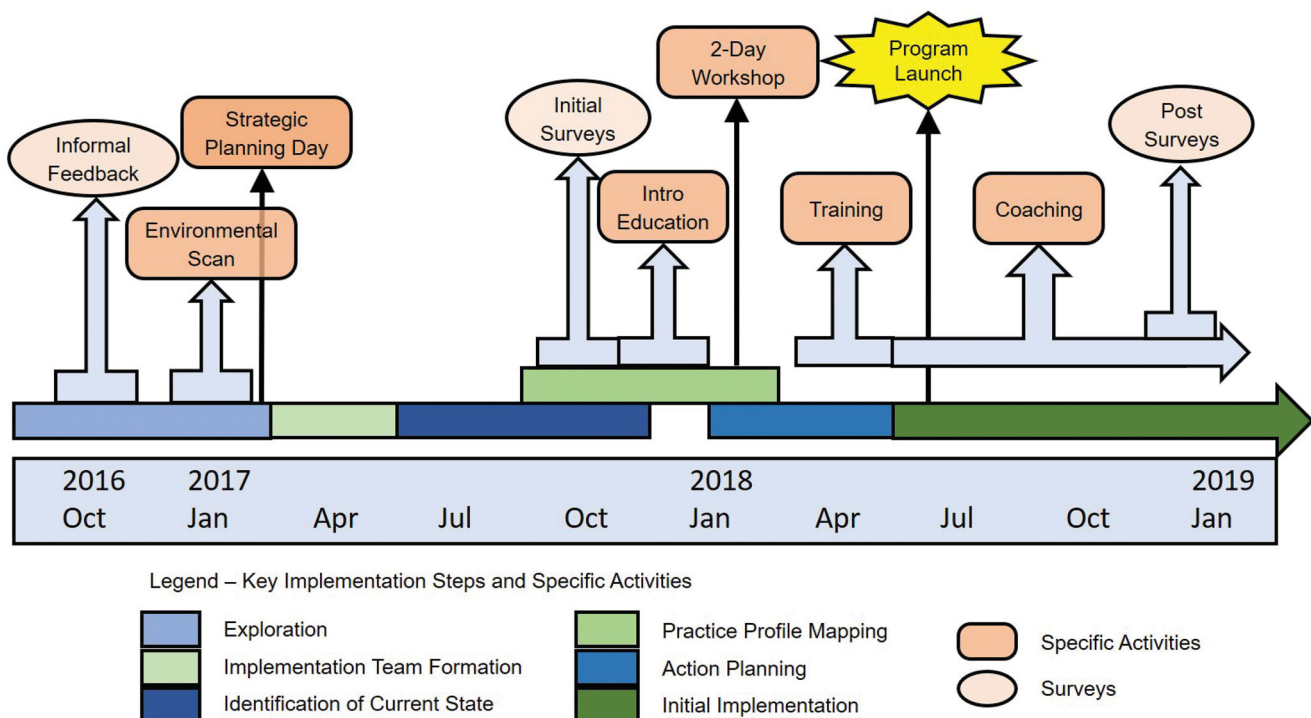 Informal
Feedback
Strategic
Planning Day
Environmental
Scan
Initial
Surveys
Intro
Education
2-Day
Workshop
Program
Launch
Training
Coaching
Post
Surveys
2016 2017 2018 2019
Oct Jan Apr Jul Oct Jan Apr Jul Oct Jan
Legend – Key Implementation Steps and Specific Activities
Exploration
Implementation Team Formation
Identification of Current State
Practice Profile Mapping
Action Planning
Initial Implementation
Specific Activities
Surveys